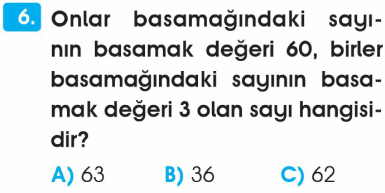 6. Onlar basamağındaki sayı-
nın basamak değeri 60, birler
basamağındaki sayının basa-
mak değeri 3 olan sayı hangisi-
dir?
A) 63 B) 36 C) 62